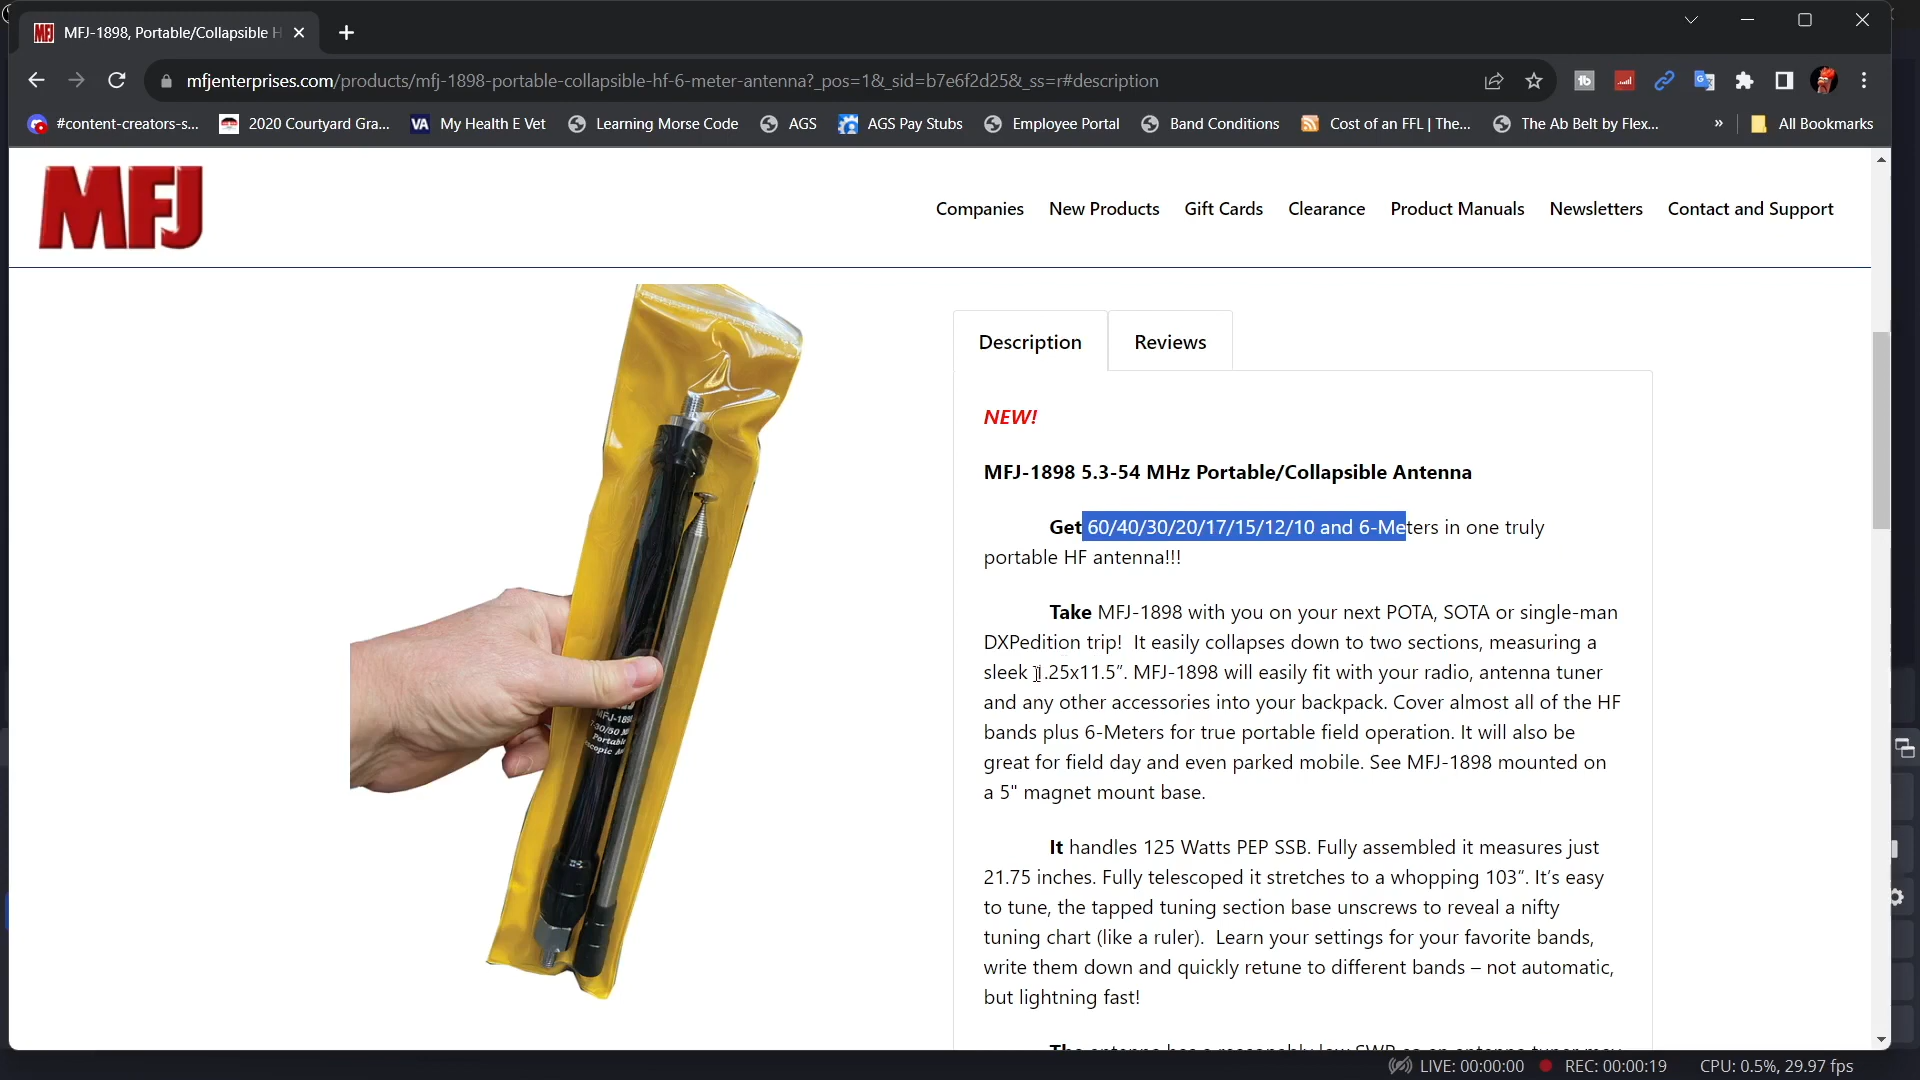 MFJ-1898, Portable/Collapsible H
mfjenterprises.com/products/mfj-1898-portable-collapsible-hf-6-meter-antenna?_pos=1&_sid=b7e6f2d25&_ss=r#description
#content-creators-s...
2020 Courtyard Gra...
VA My Health E Vet
Learning Morse Code
AGS
AGS Pay Stubs
Employee Portal
Band Conditions
Cost of an FFL | The...
The Ab Belt by Flex...
»
All Bookmarks
MFJ
Companies
New Products
Gift Cards
Clearance
Product Manuals
Newsletters
Contact and Support
Description
Reviews
NEW!
MFJ-1898 5.3-54 MHz Portable/Collapsible Antenna
Get 60/40/30/20/17/15/12/10 and 6-Meters in one truly
portable HF antenna!!!
Take MFJ-1898 with you on your next POTA, SOTA or single-man
DXPedition trip!  It easily collapses down to two sections, measuring a
sleek 1.25x11.5”. MFJ-1898 will easily fit with your radio, antenna tuner
and any other accessories into your backpack. Cover almost all of the HF
bands plus 6-Meters for true portable field operation. It will also be
great for field day and even parked mobile. See MFJ-1898 mounted on
a 5" magnet mount base.
It handles 125 Watts PEP SSB. Fully assembled it measures just
21.75 inches. Fully telescoped it stretches to a whopping 103”. It’s easy
to tune, the tapped tuning section base unscrews to reveal a nifty
tuning chart (like a ruler).  Learn your settings for your favorite bands,
write them down and quickly retune to different bands – not automatic,
but lightning fast!
LIVE: 00:00:00
REC: 00:00:19
CPU: 0.5%, 29.97 fps